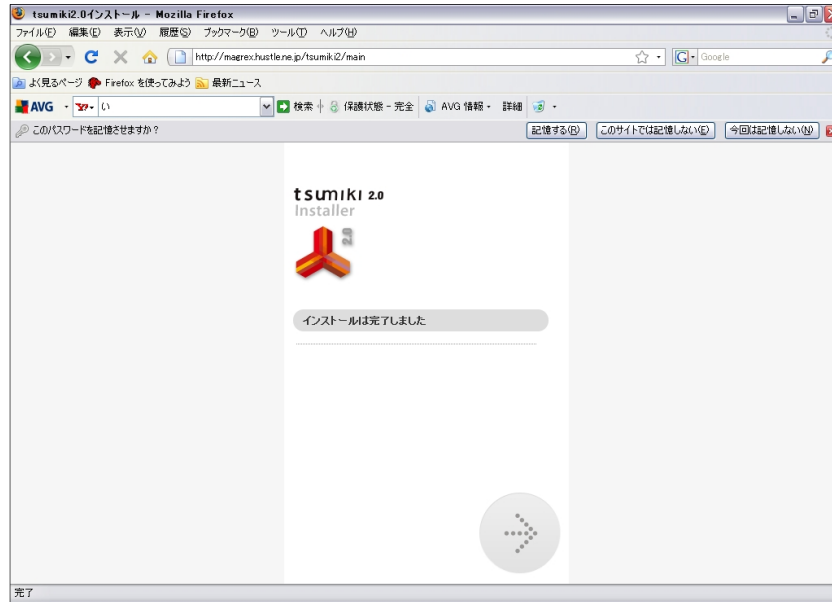 tsumiki2.0インストール - Mozilla Firefox
ファイル(F) 編集(E) 表示(V) 履歴(S) ブックマーク(B) ツール(T) ヘルプ(H)
http://magrex.hustle.ne.jp/tsumiki2/main
G Google
よく見るページ Firefox を使ってみよう 最新ニュース
AVG Y! い 検索 保護状態 - 完全 AVG 情報 詳細
このパスワードを記憶させますか? 記憶する(R) このサイトでは記憶しない(E) 今回は記憶しない(N)
tsumiki 2.0
Installer
2.0
インストールは完了しました
完了